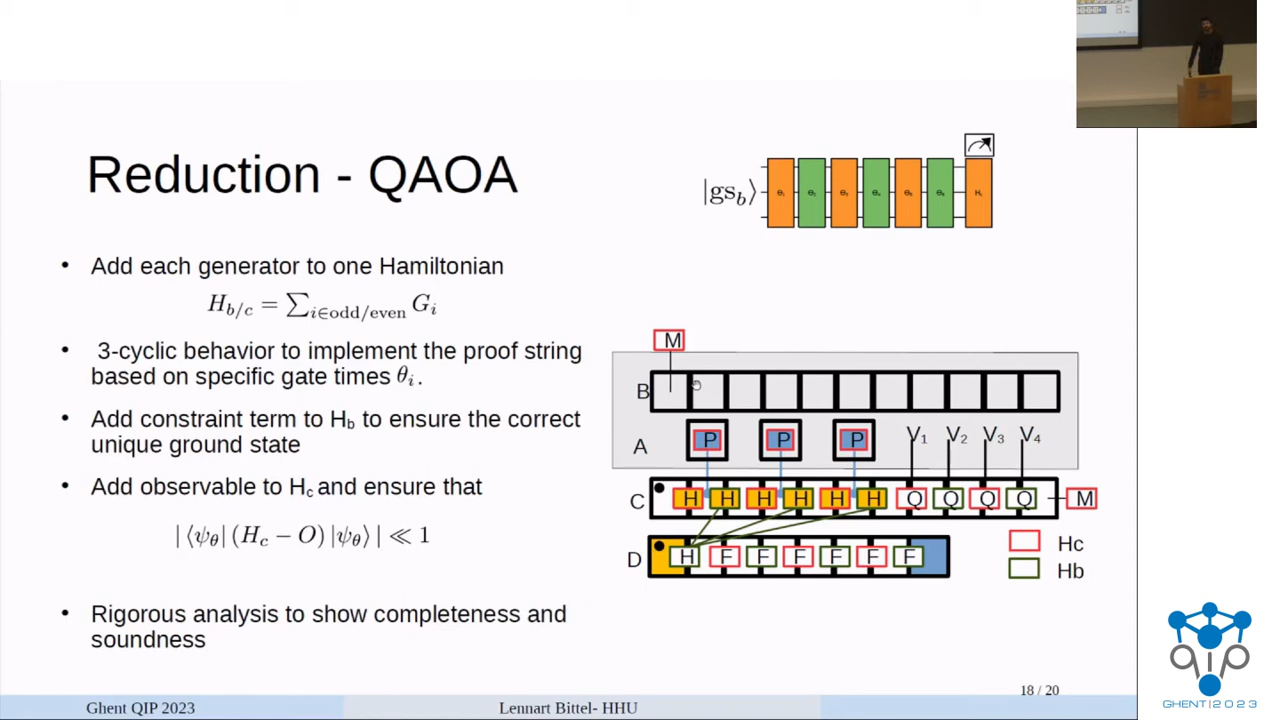 Reduction - QAOA
|gs_b⟩
• Add each generator to one Hamiltonian
H_{b/c} = ∑_{i∈odd/even} G_i
• 3-cyclic behavior to implement the proof string
based on specific gate times θ_i.
• Add constraint term to H_b to ensure the correct
unique ground state
• Add observable to H_c and ensure that
|⟨ψ_θ| (H_c − O) |ψ_θ⟩| ≪ 1
• Rigorous analysis to show completeness and
soundness
M
B
A P P P V₁ V₂ V₃ V₄
C H H H H H H Q Q Q Q M
D H F F F F F F
Hc
Hb
18 / 20
Ghent QIP 2023 Lennart Bittel- HHU
qip
GHENT|2023